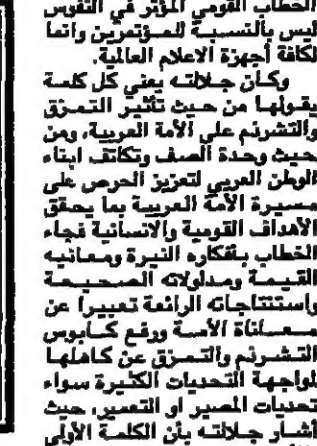 الخطاب القومي المؤثر في النفوس
ليس بالنسبة للمؤتمرين وانما
لكافة أجهزة الاعلام العالمية.
وكأن جلالته يعني كل كلمة
يقولها من حيث تأثير التمزق
والتشرذم على الأمة العربية، ومن
حيث وحدة الصف وتكاتف ابناء
الوطن العربي لتعزيز الحرص على
مسيرة الأمة العربية بما يحقق
الأهداف القومية والانسانية فجاء
الخطاب بأفكاره النيرة ومعانيه
القيمة ومدلولاته الصحيحة
واستنتاجاته الرائعة تعبيرا عن
معاناة الأمة ورفع كابوس
التشرذم والتمزق عن كاهلها
لمواجهة التحديات الكثيرة سواء
تحديات المصير او التعمير، حيث
أشار جلالته بأن الكلمة الأولى